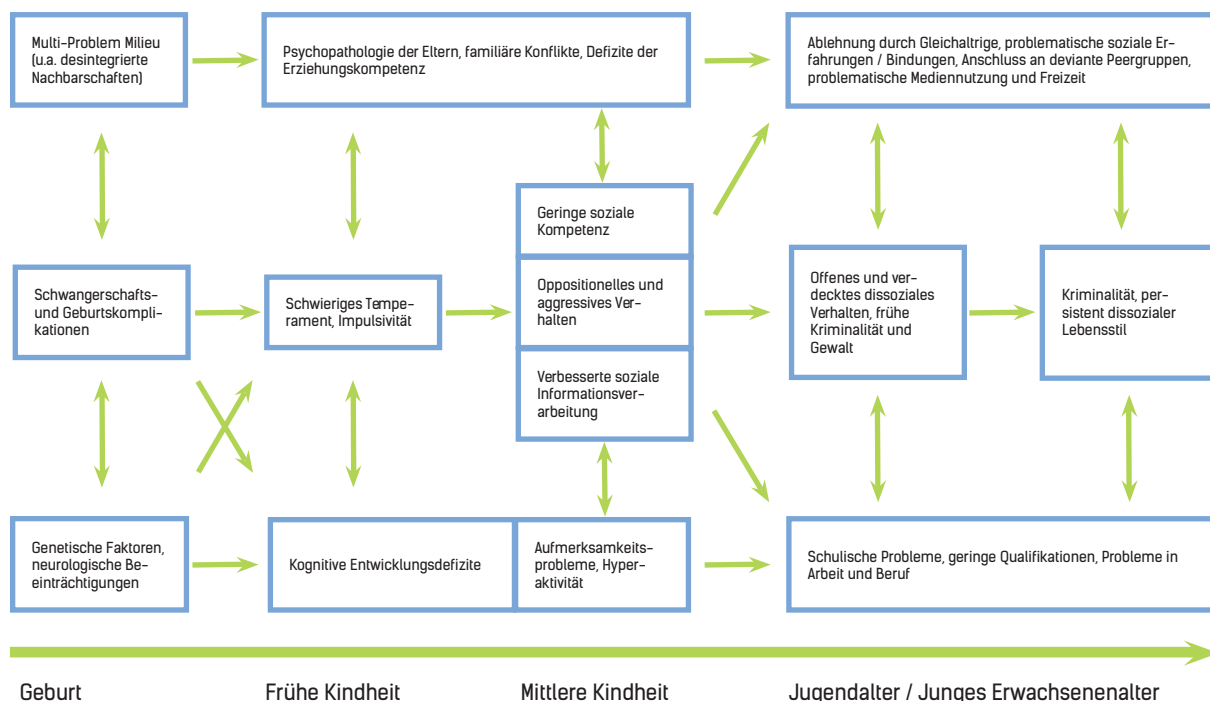 Multi-Problem Milieu
(u.a. desintegrierte
Nachbarschaften)
Psychopathologie der Eltern, familiäre Konflikte, Defizite der
Erziehungskompetenz
Ablehnung durch Gleichaltrige, problematische soziale Er-
fahrungen / Bindungen, Anschluss an deviante Peergruppen,
problematische Mediennutzung und Freizeit
Geringe soziale
Kompetenz
Schwangerschafts-
und Geburtskompli-
kationen
Schwieriges Tempe-
rament, Impulsivität
Oppositionelles und
aggressives Ver-
halten
Offenes und ver-
decktes dissoziales
Verhalten, frühe
Kriminalität und
Gewalt
Kriminalität, per-
sistent dissozialer
Lebensstil
Verbesserte soziale
Informationsver-
arbeitung
Genetische Faktoren,
neurologische Be-
einträchtigungen
Kognitive Entwicklungsdefizite
Aufmerksamkeits-
probleme, Hyper-
aktivität
Schulische Probleme, geringe Qualifikationen, Probleme in
Arbeit und Beruf
Geburt
Frühe Kindheit
Mittlere Kindheit
Jugendalter / Junges Erwachsenenalter